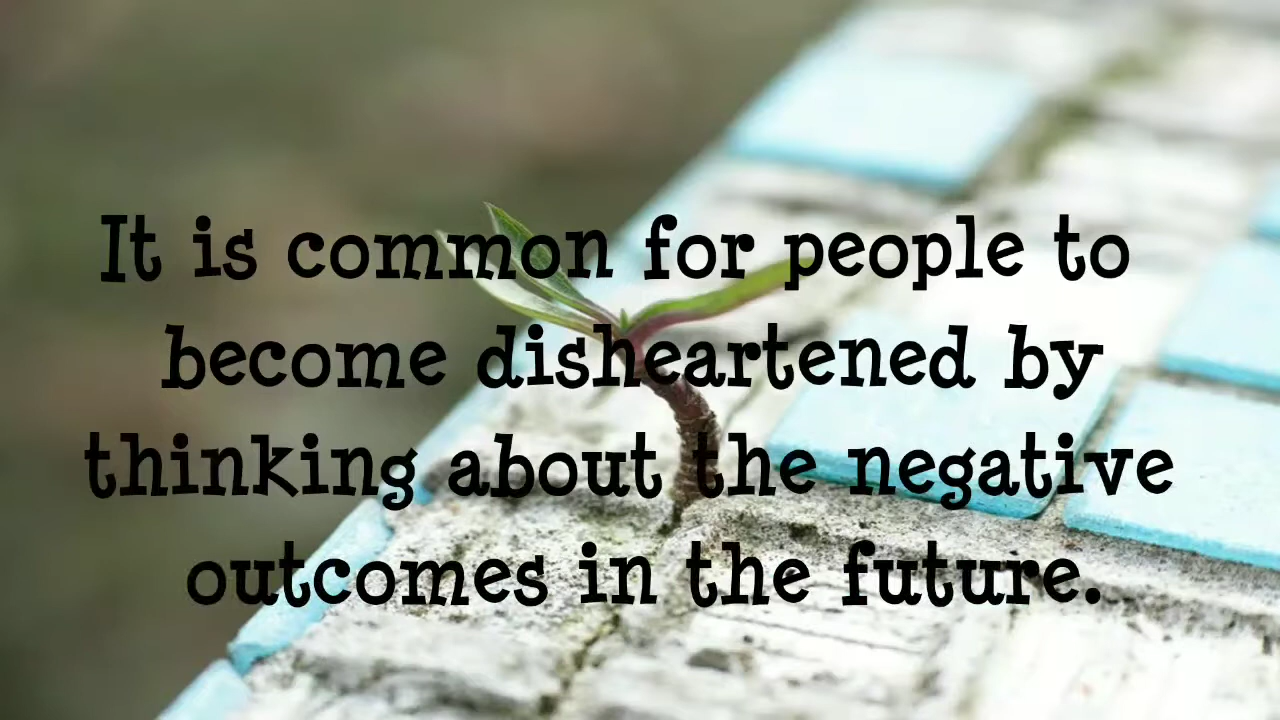 It is common for people to
become disheartened by
thinking about the negative
outcomes in the future.